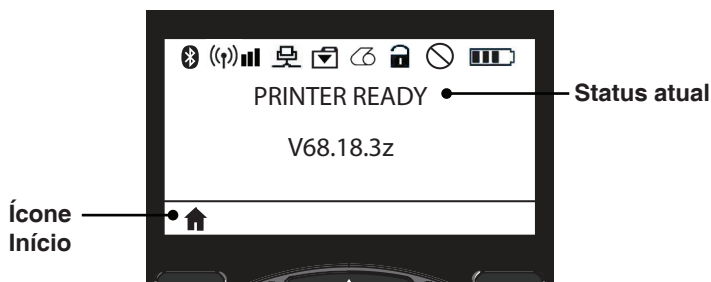 PRINTER READY
Status atual
V68.18.3z
Ícone
Início